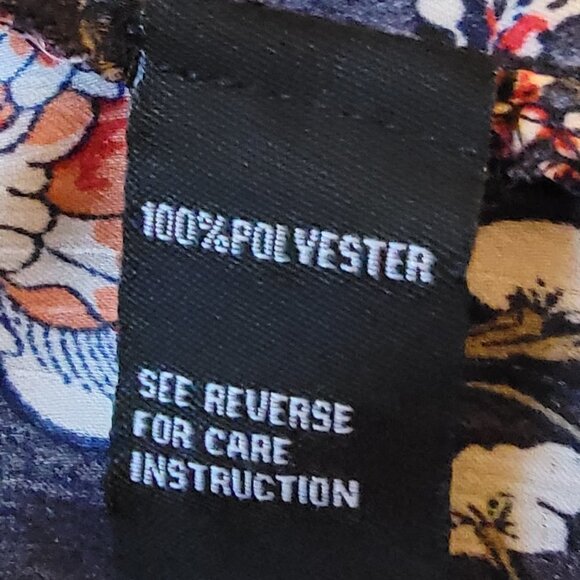 100%POLYESTER
SEE REVERSE
FOR CARE
INSTRUCTION